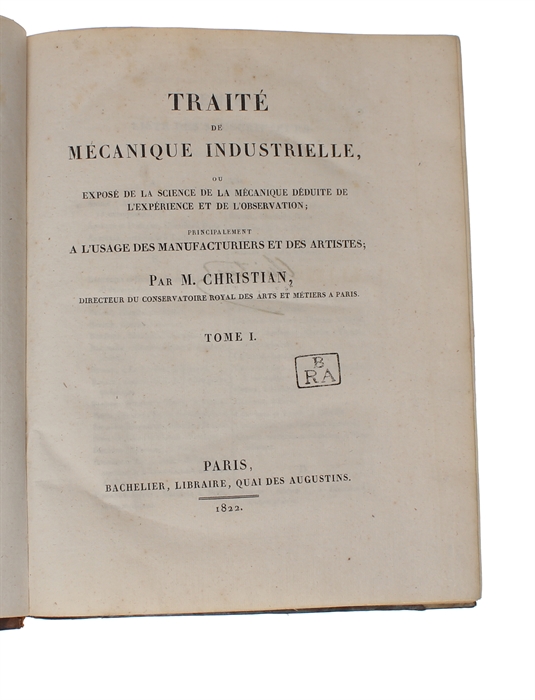 TRAITÉ
DE
MÉCANIQUE INDUSTRIELLE,
OU
EXPOSÉ DE LA SCIENCE DE LA MÉCANIQUE DÉDUITE DE
L'EXPÉRIENCE ET DE L'OBSERVATION;
PRINCIPALEMENT
A L'USAGE DES MANUFACTURIERS ET DES ARTISTES;
PAR M. CHRISTIAN,
DIRECTEUR DU CONSERVATOIRE ROYAL DES ARTS ET METIERS A PARIS.
TOME I.
B
RA
PARIS,
BACHELIER, LIBRAIRE, QUAI DES AUGUSTINS.
1822.